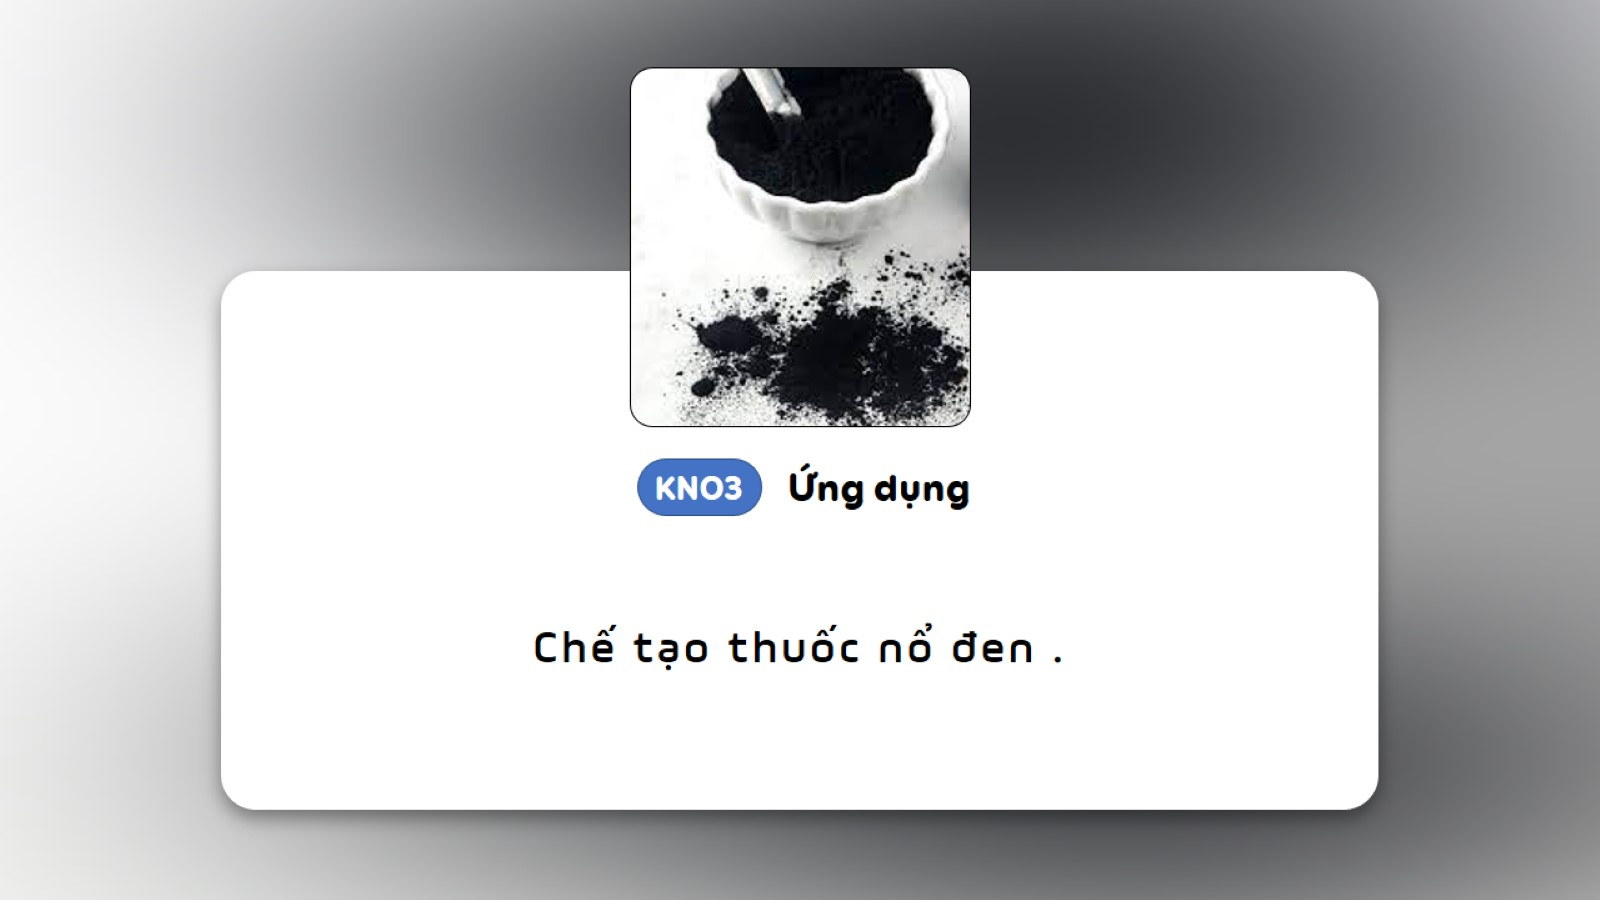 KNO3 Ứng dụng
Chế tạo thuốc nổ đen .